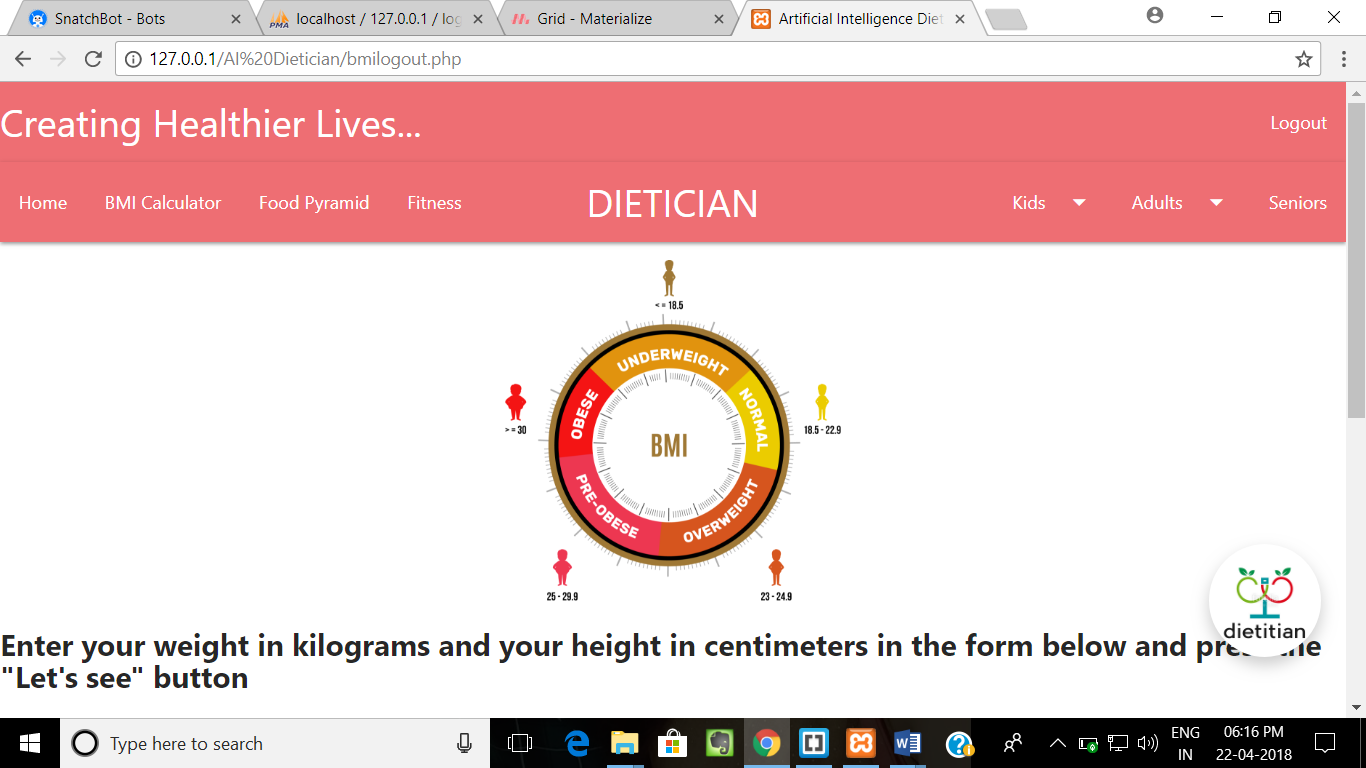 SnatchBot - Bots
localhost / 127.0.0.1 / log
Grid - Materialize
Artificial Intelligence Diet
127.0.0.1/AI%20Dietician/bmilogout.php
Creating Healthier Lives...
Logout
Home
BMI Calculator
Food Pyramid
Fitness
DIETICIAN
Kids
Adults
Seniors
< = 18.5
UNDERWEIGHT
OBESE
NORMAL
> = 30
18.5 - 22.9
BMI
PRE-OBESE
OVERWEIGHT
25 - 29.9
23 - 24.9
dietitian
Enter your weight in kilograms and your height in centimeters in the form below and the
"Let's see" button
Type here to search
ENG
IN
06:16 PM
22-04-2018